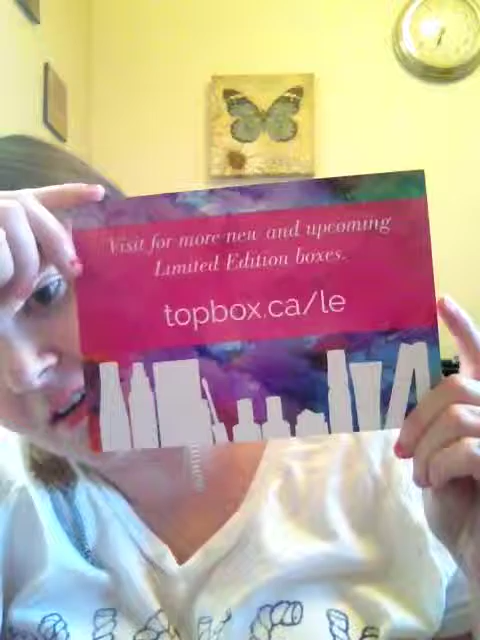 Visit for more new and upcoming
Limited Edition boxes.
topbox.ca/le